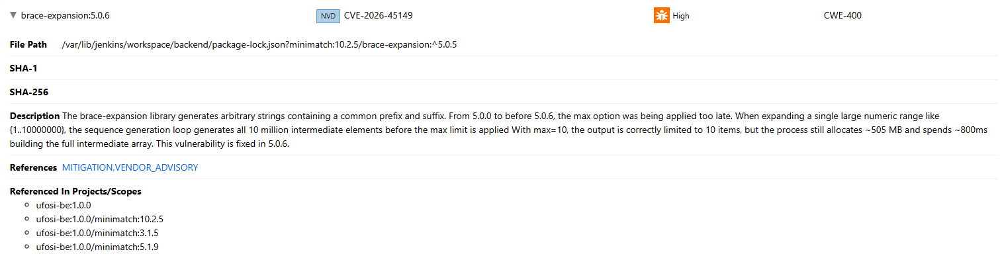 ▼ brace-expansion:5.0.6 NVD CVE-2026-45149 High CWE-400
File Path /var/lib/jenkins/workspace/backend/package-lock.json?minimatch:10.2.5/brace-expansion:^5.0.5
SHA-1
SHA-256
Description The brace-expansion library generates arbitrary strings containing a common prefix and suffix. From 5.0.0 to before 5.0.6, the max option was being applied too late. When expanding a single large numeric range like
{1..10000000}, the sequence generation loop generates all 10 million intermediate elements before the max limit is applied With max=10, the output is correctly limited to 10 items, but the process still allocates ~505 MB and spends ~800ms
building the full intermediate array. This vulnerability is fixed in 5.0.6.
References MITIGATION,VENDOR_ADVISORY
Referenced In Projects/Scopes
ufosi-be:1.0.0
ufosi-be:1.0.0/minimatch:10.2.5
ufosi-be:1.0.0/minimatch:3.1.5
ufosi-be:1.0.0/minimatch:5.1.9